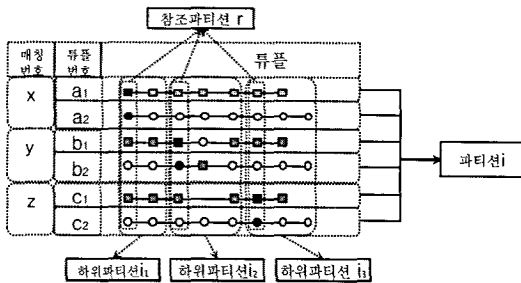 참조파티션 r
매칭 번호
튜플 번호
튜플
x
a1
a2
y
b1
b2
z
c1
c2
파티션i
하위파티션i1
하위파티션i2
하위파티션 i3